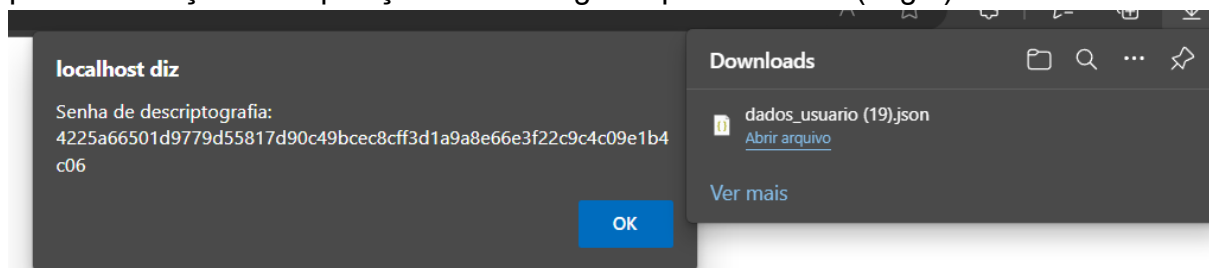 localhost diz
Senha de descriptografia:
4225a66501d9779d55817d90c49bcec8cff3d1a9a8e66e3f22c9c4c09e1b4
c06
OK
Downloads
dados_usuario (19).json
Abrir arquivo
Ver mais